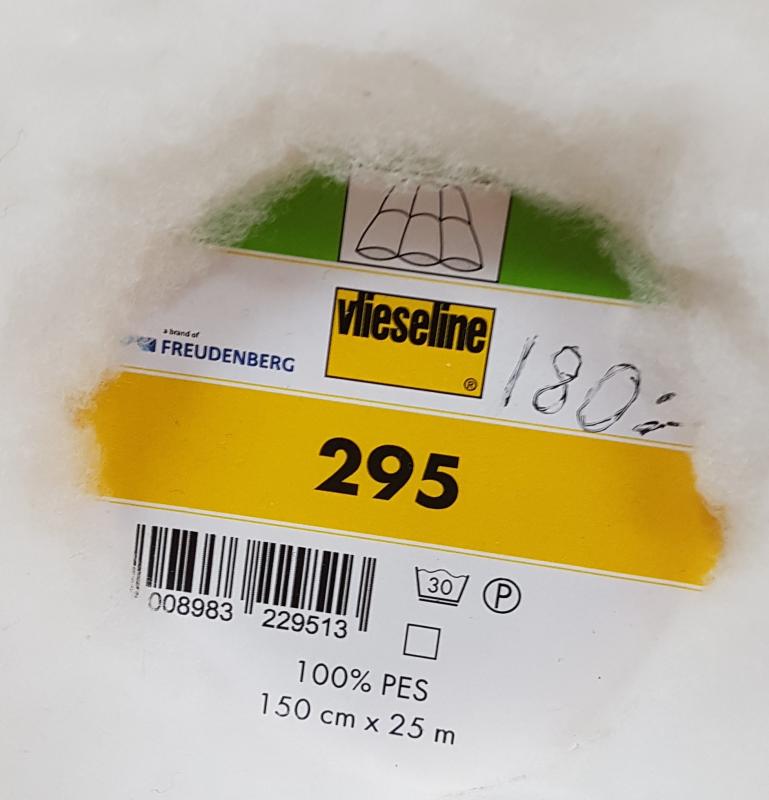 vlieseline
®
a brand of
FREUDENBERG
180:-
295
30
P
008983 229513
100% PES
150 cm x 25 m